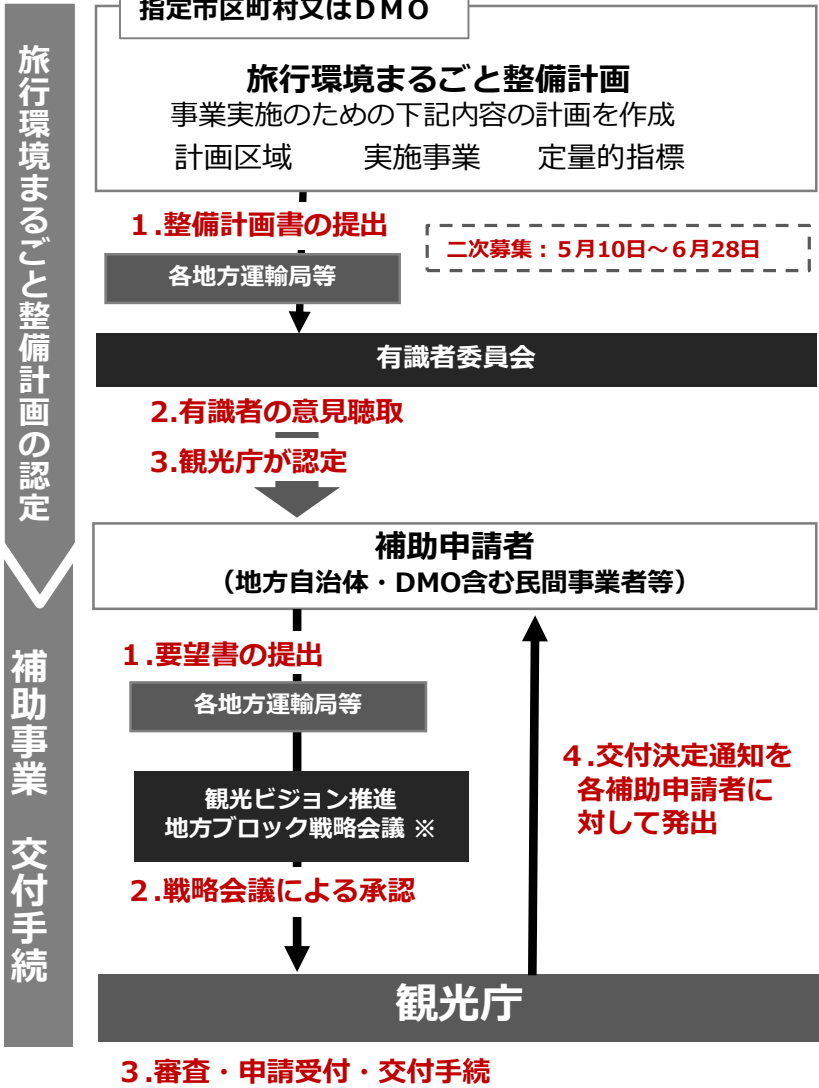 旅行環境まるごと整備計画の認定
指定市区町村又はDMO
旅行環境まるごと整備計画
事業実施のための下記内容の計画を作成
計画区域 実施事業 定量的指標
１.整備計画書の提出
二次募集：５月10日～６月28日
各地方運輸局等
有識者委員会
2.有識者の意見聴取
3.観光庁が認定
補助事業 交付手続
補助申請者
（地方自治体・DMO含む民間事業者等）
１.要望書の提出
各地方運輸局等
観光ビジョン推進
地方ブロック戦略会議 ※
２.戦略会議による承認
４.交付決定通知を
各補助申請者に
対して発出
観光庁
３.審査・申請受付・交付手続